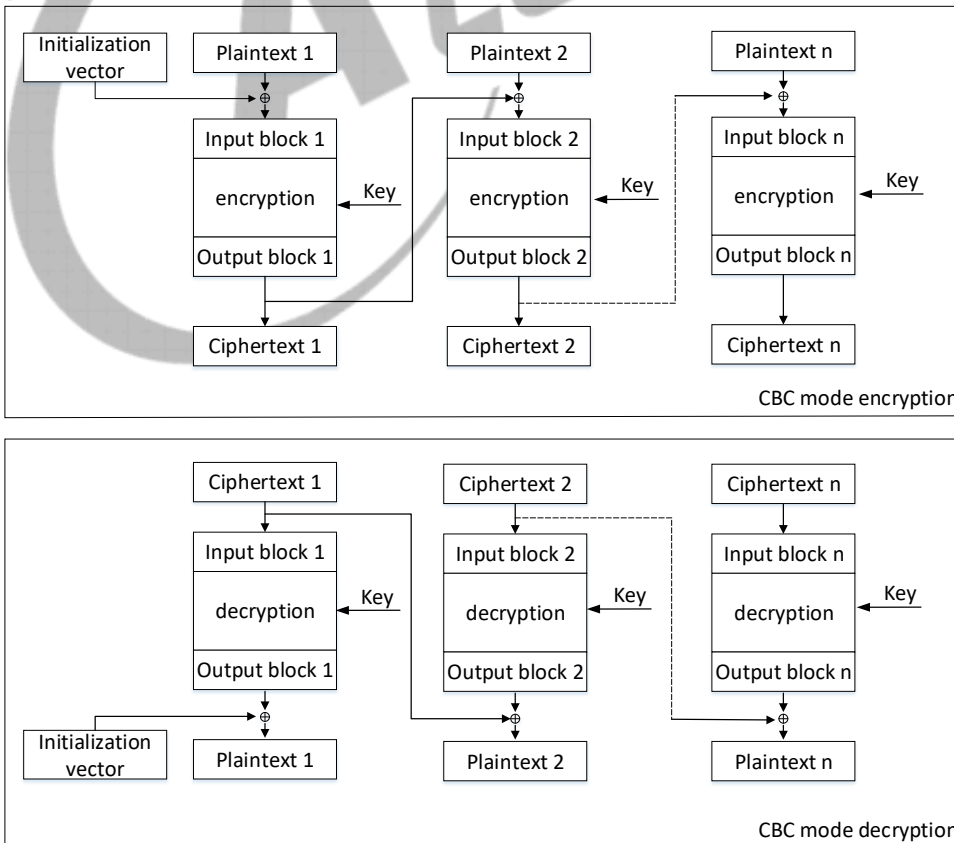 Initialization
vector
Plaintext 1
Plaintext 2
Plaintext n
Input block 1
Input block 2
Input block n
encryption
Key
encryption
Key
encryption
Key
Output block 1
Output block 2
Output block n
Ciphertext 1
Ciphertext 2
Ciphertext n
CBC mode encryption
Ciphertext 1
Ciphertext 2
Ciphertext n
Input block 1
Input block 2
Input block n
decryption
Key
decryption
Key
decryption
Key
Output block 1
Output block 2
Output block n
Initialization
vector
Plaintext 1
Plaintext 2
Plaintext n
CBC mode decryption